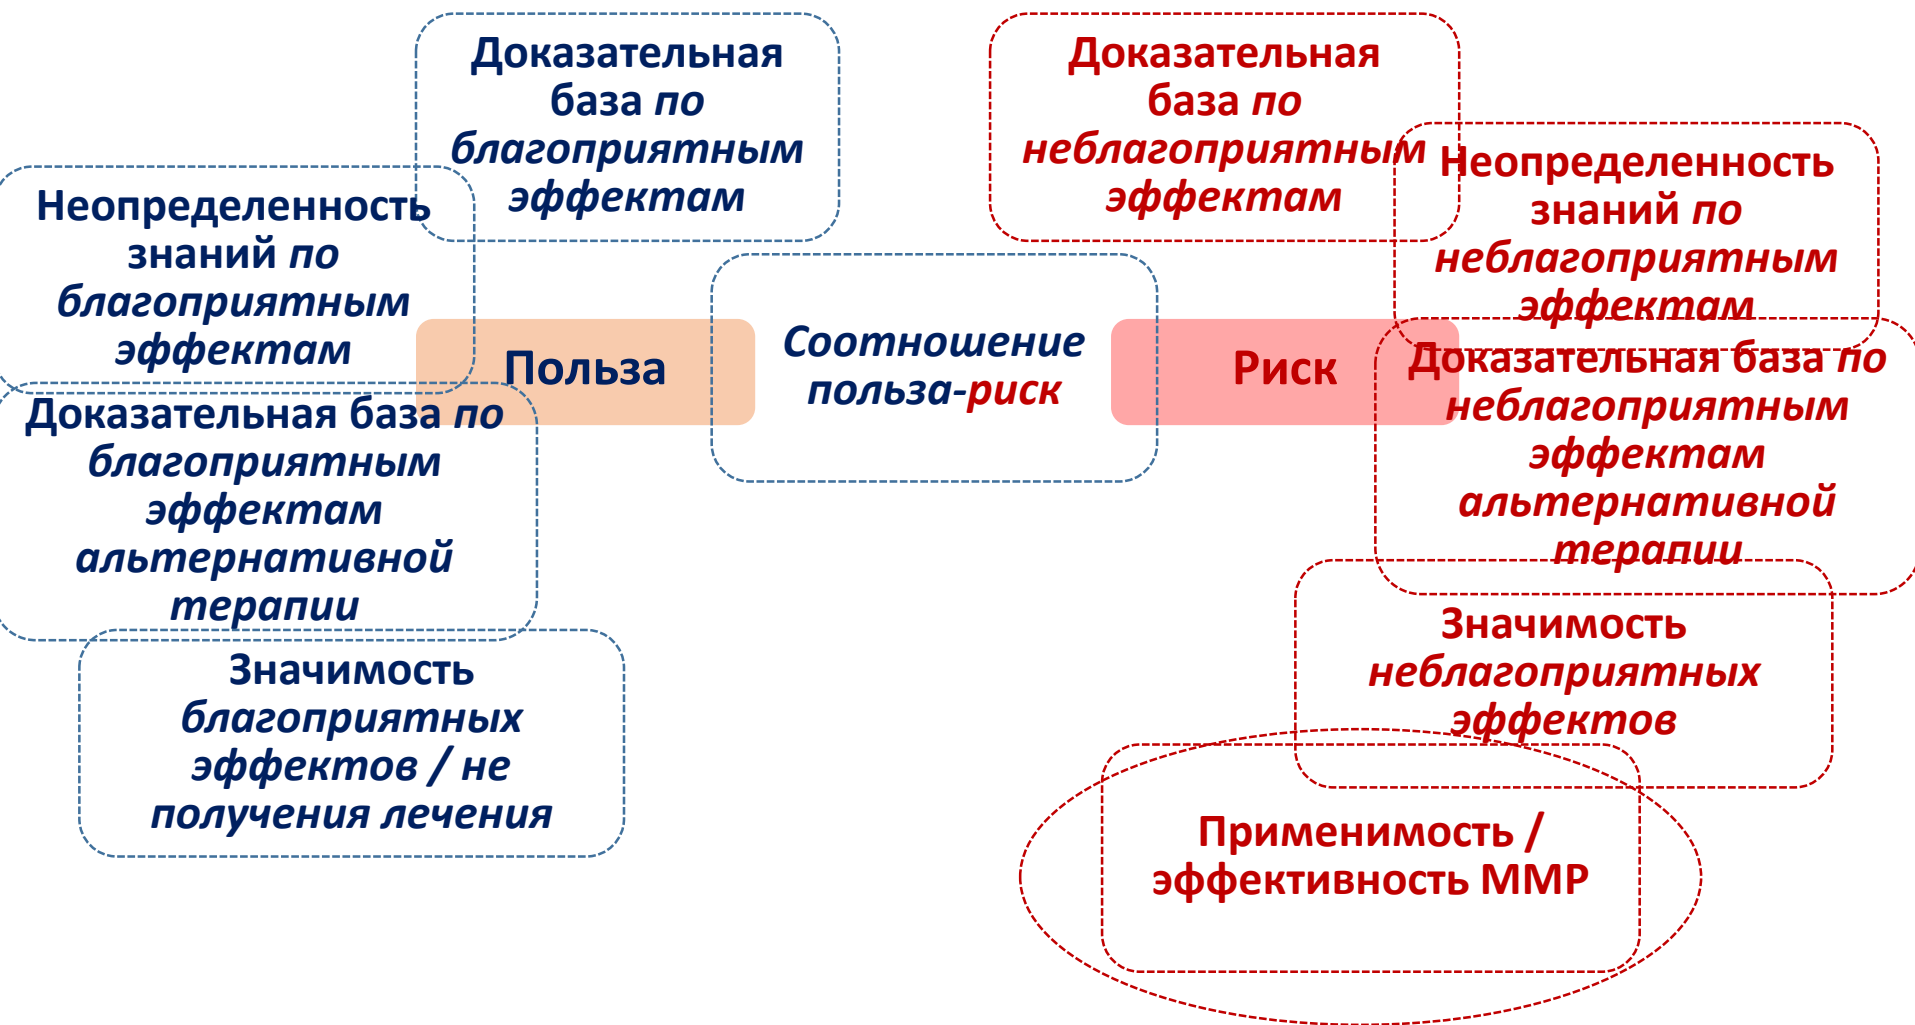 Доказательная
база по
благоприятным
эффектам
Неопределенность
знаний по
благоприятным
эффектам
Доказательная база по
благоприятным
эффектам
альтернативной
терапии
Значимость
благоприятных
эффектов / не
получения лечения
Польза
Соотношение
польза-риск
Риск
Доказательная
база по
неблагоприятным
эффектам
Неопределенность
знаний по
неблагоприятным
эффектам
Доказательная база по
неблагоприятным
эффектам
альтернативной
терапии
Значимость
неблагоприятных
эффектов
Применимость /
эффективность ММР